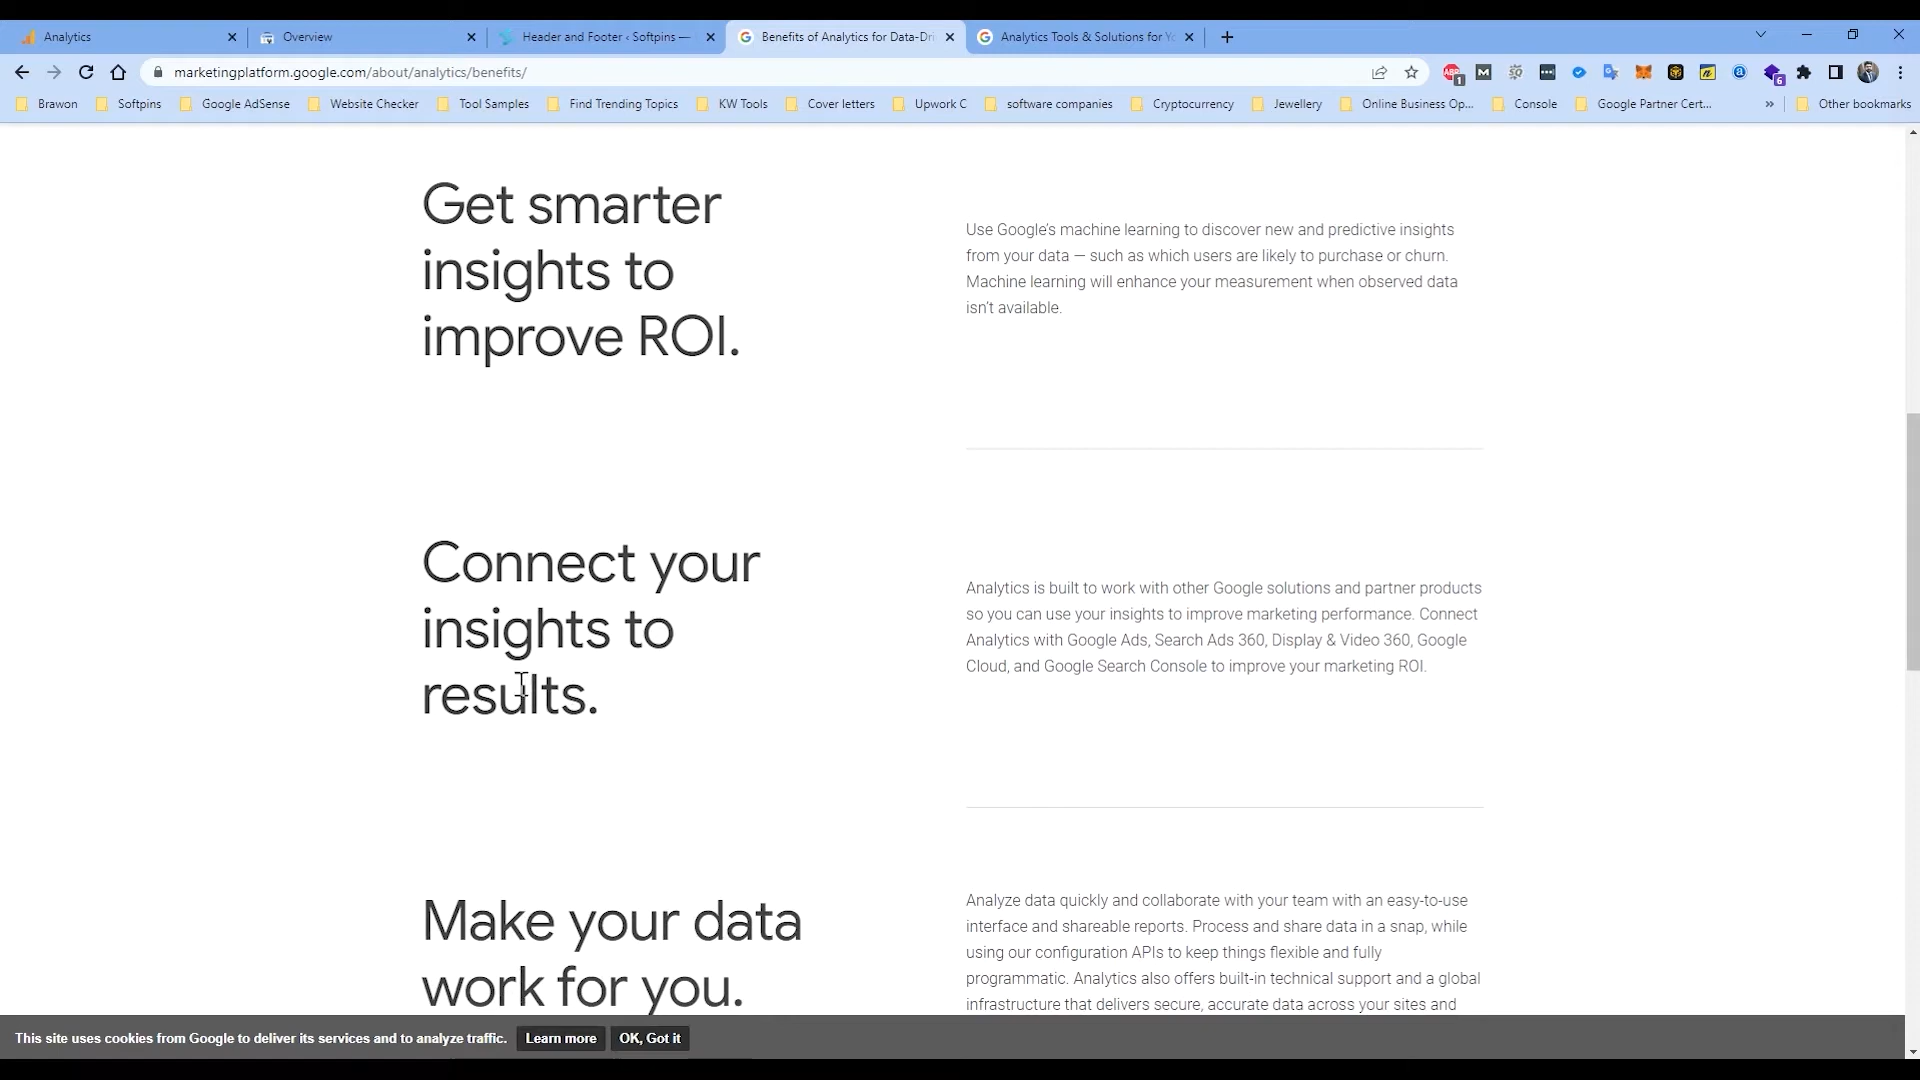 Analytics
Overview
Header and Footer ‹ Softpins —
Benefits of Analytics for Data-Dri
Analytics Tools & Solutions for Yo
marketingplatform.google.com/about/analytics/benefits/
Brawon
Softpins
Google AdSense
Website Checker
Tool Samples
Find Trending Topics
KW Tools
Cover letters
Upwork C
software companies
Cryptocurrency
Jewellery
Online Business Op...
Console
Google Partner Cert...
»
Other bookmarks
Get smarter
insights to
improve ROI.
Use Google's machine learning to discover new and predictive insights
from your data — such as which users are likely to purchase or churn.
Machine learning will enhance your measurement when observed data
isn't available.
Connect your
insights to
results.
Analytics is built to work with other Google solutions and partner products
so you can use your insights to improve marketing performance. Connect
Analytics with Google Ads, Search Ads 360, Display & Video 360, Google
Cloud, and Google Search Console to improve your marketing ROI.
Make your data
work for you.
Analyze data quickly and collaborate with your team with an easy-to-use
interface and shareable reports. Process and share data in a snap, while
using our configuration APIs to keep things flexible and fully
programmatic. Analytics also offers built-in technical support and a global
infrastructure that delivers secure, accurate data across your sites and
This site uses cookies from Google to deliver its services and to analyze traffic.
Learn more
OK, Got it